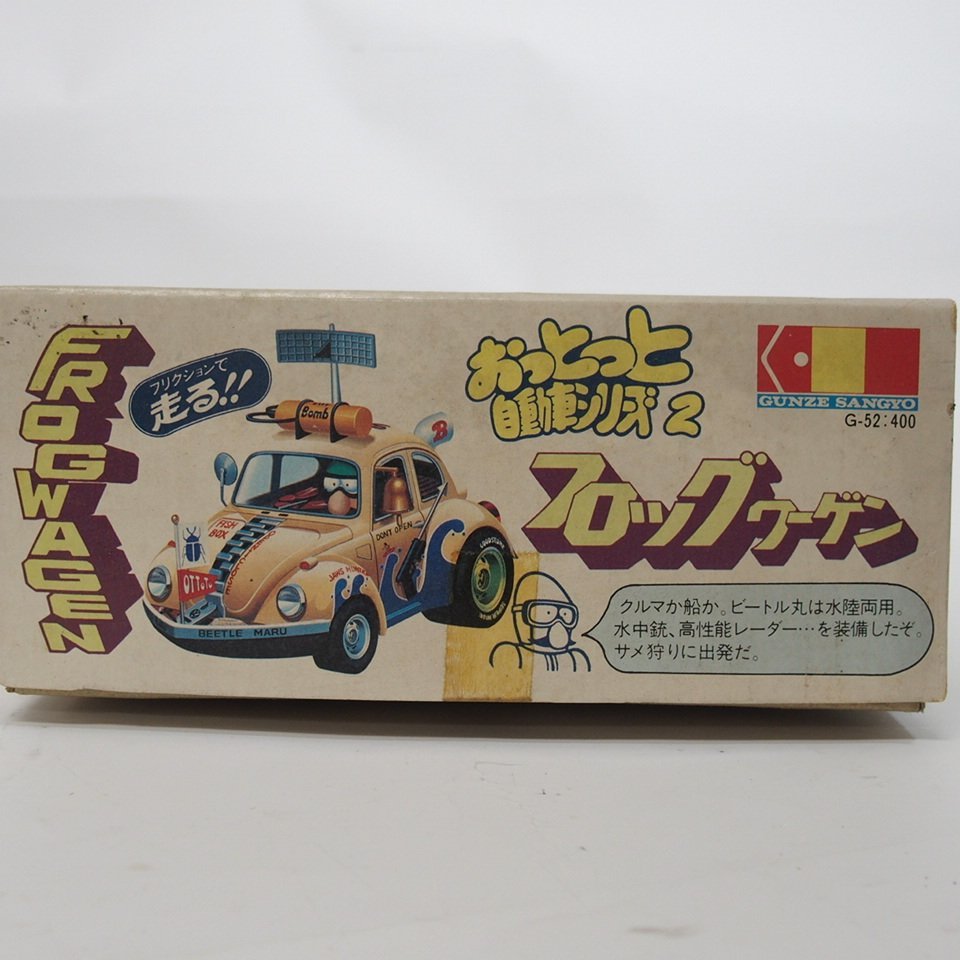 FROGWAGEN
フリクションで
走る!!
Bomb
B
おっとっと
自動車シリーズ 2
GUNZE SANGYO
G-52:400
フロッグワーゲン
FISH
BOX
DON'T OPEN
OTTOTO
BEETLE MARU
クルマか船か。ビートル丸は水陸両用。
水中銃、高性能レーダー…を装備したぞ。
サメ狩りに出発だ。